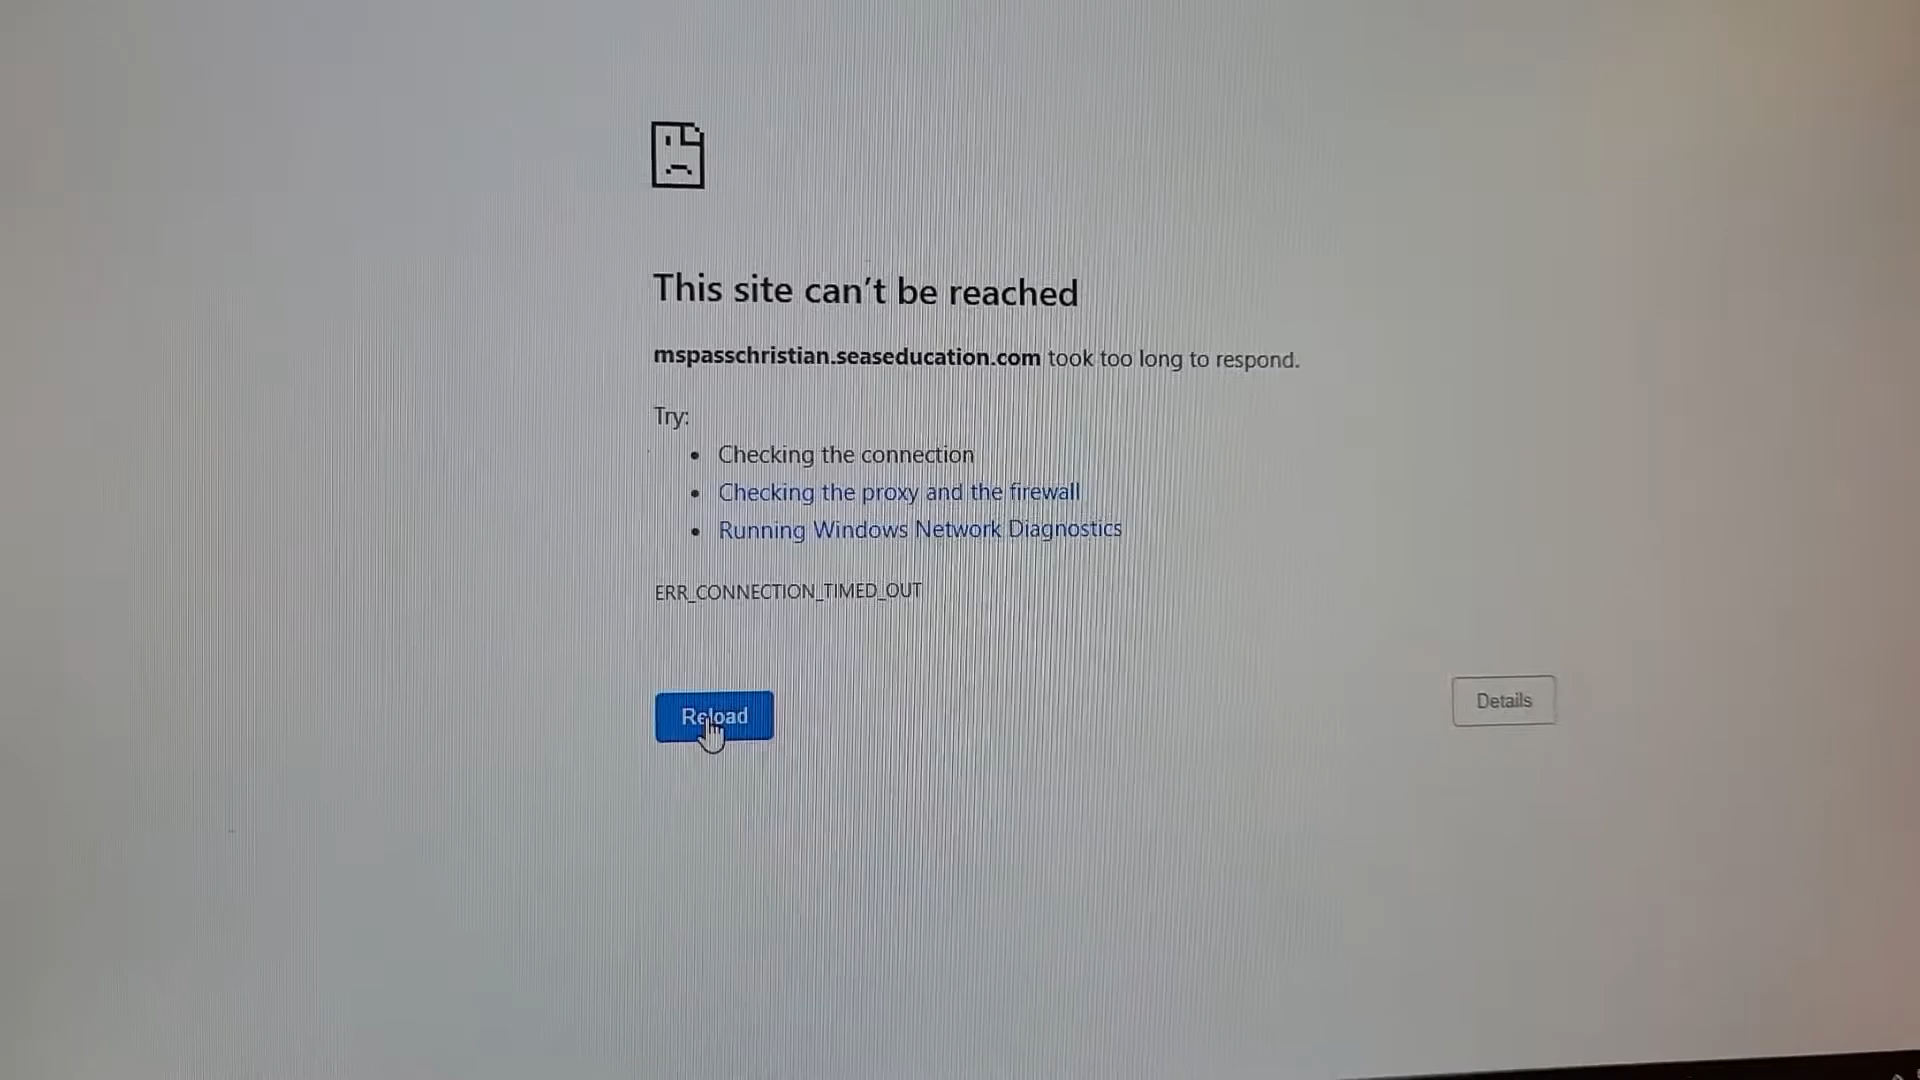 This site can't be reached
mspasschristian.seaseducation.com took too long to respond.
Try:
• Checking the connection
• Checking the proxy and the firewall
• Running Windows Network Diagnostics
ERR_CONNECTION_TIMED_OUT
Reload
Details